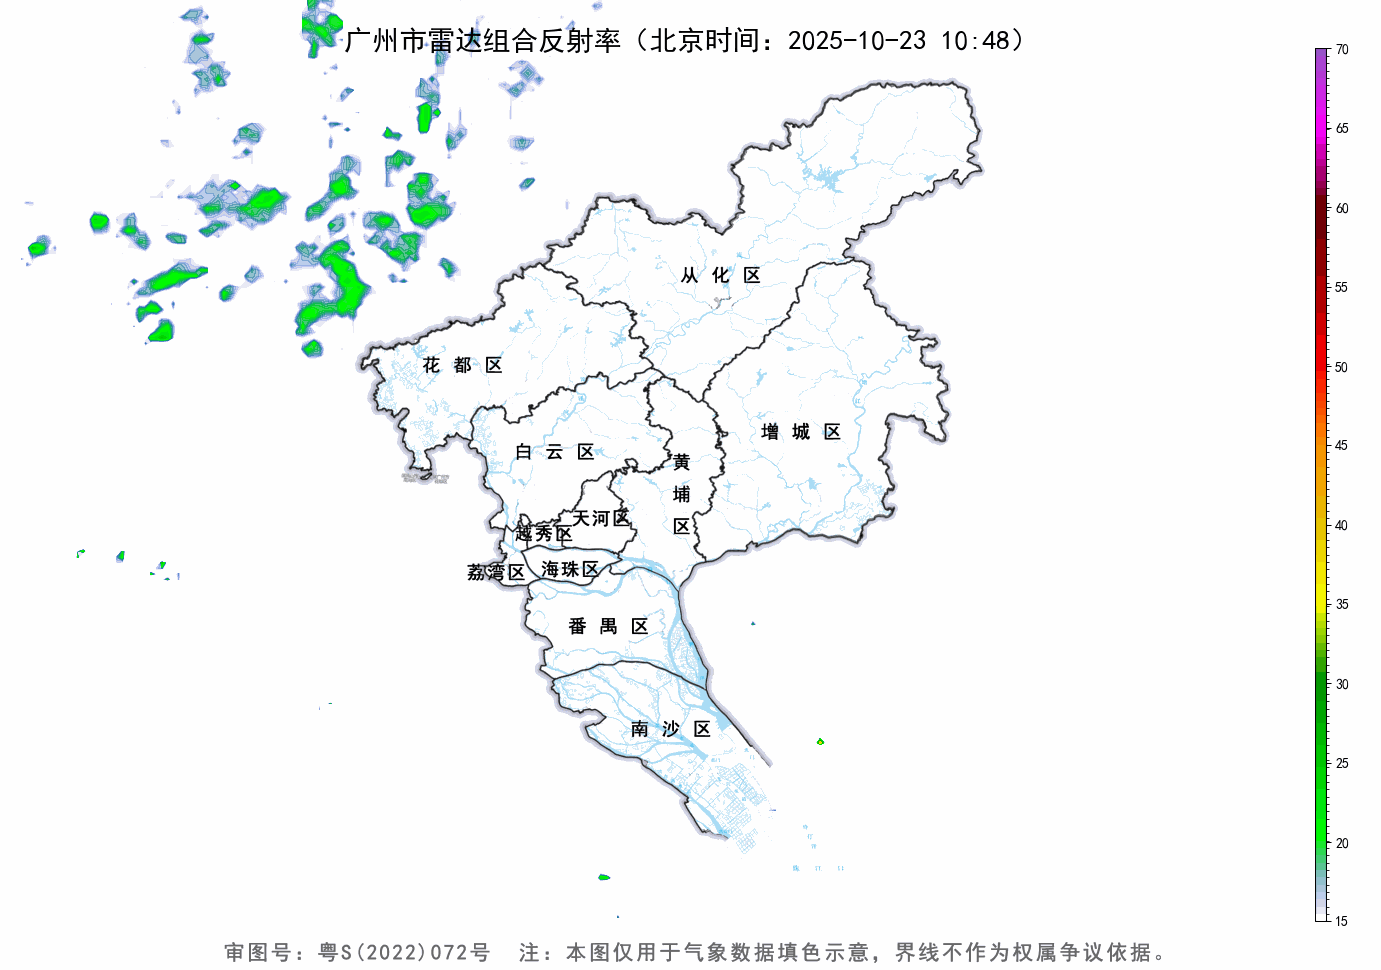 广州市雷达组合反射率（北京时间：2025-10-23 10:48）
70
65
60
55
50
45
40
35
30
25
20
15
从化区
花都区
增城区
白云区
黄埔区
天河区
越秀区
荔湾区
海珠区
番禺区
南沙区
审图号：粤S(2022)072号 注：本图仅用于气象数据填色示意，界线不作为权属争议依据。